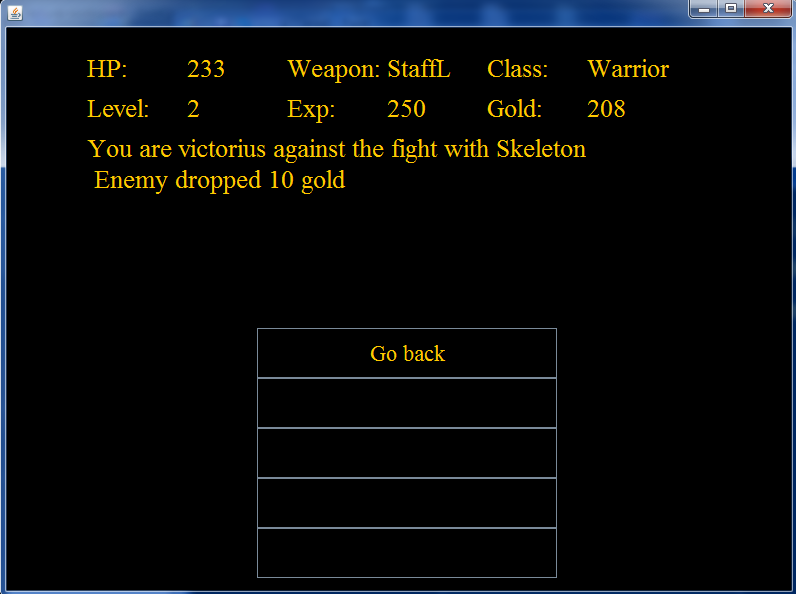 HP: 233 Weapon: StaffL Class: Warrior
Level: 2 Exp: 250 Gold: 208
You are victorius against the fight with Skeleton
Enemy dropped 10 gold
Go back